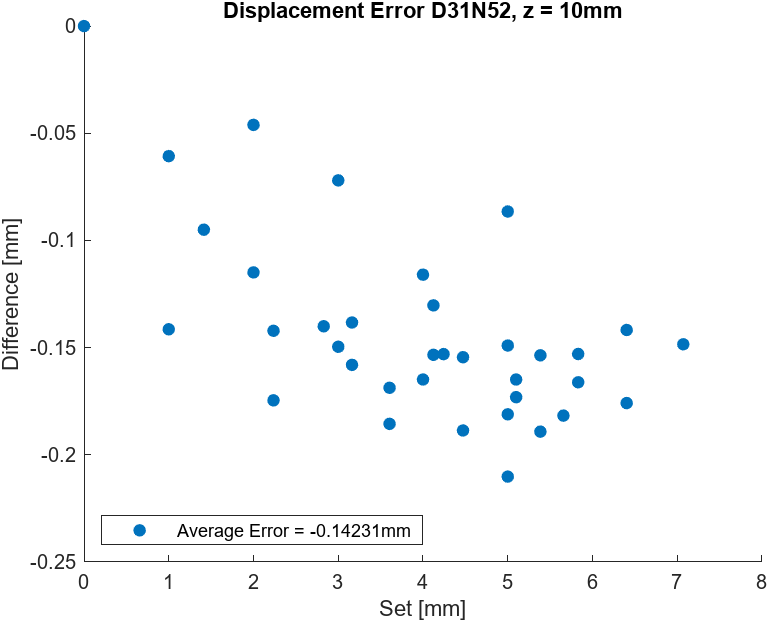 Displacement Error D31N52, z = 10mm
0
-0.05
-0.1
-0.15
-0.2
-0.25
Difference [mm]
Average Error = -0.14231mm
0 1 2 3 4 5 6 7 8
Set [mm]